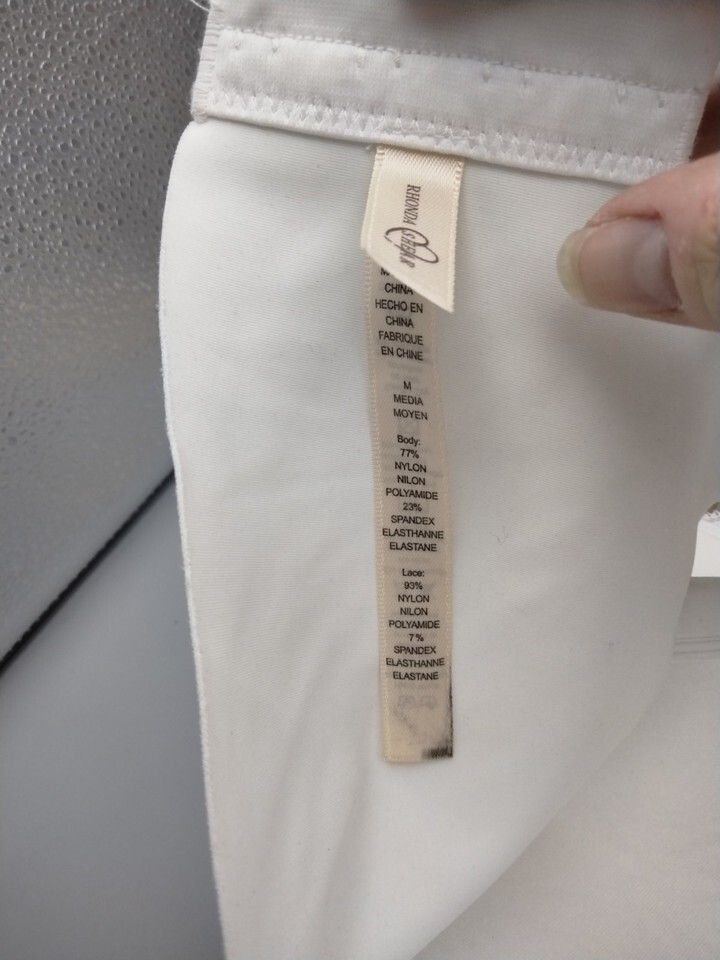 RHONDA SHEAR
M
CHINA
HECHO EN
CHINA
FABRIQUE
EN CHINE
M
MEDIA
MOYEN
Body:
77%
NYLON
NILON
POLYAMIDE
23%
SPANDEX
ELASTHANNE
ELASTANE
Lace:
93%
NYLON
NILON
POLYAMIDE
7%
SPANDEX
ELASTHANNE
ELASTANE